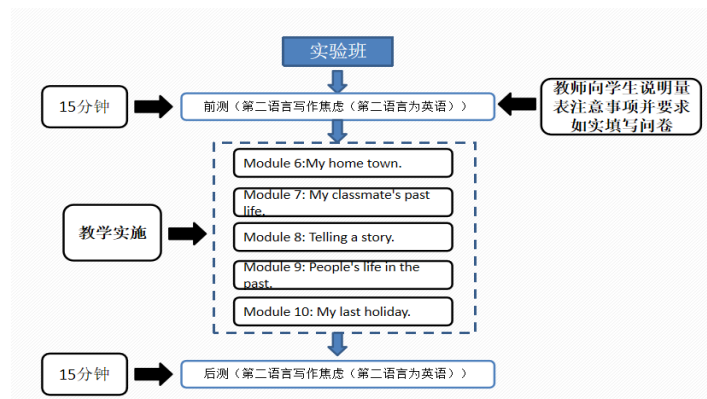 实验班
15分钟
前测（第二语言写作焦虑（第二语言为英语））
教师向学生说明量
表注意事项并要求
如实填写问卷
Module 6:My home town.
Module 7: My classmate's past
life.
教学实施
Module 8: Telling a story.
Module 9: People's life in the
past.
Module 10: My last holiday.
15分钟
后测（第二语言写作焦虑（第二语言为英语））